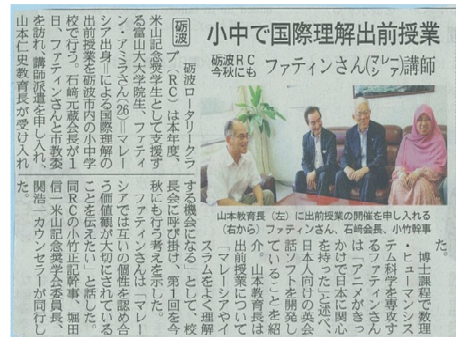 砺波
小中で国際理解出前授業
砺波RC
今秋にも
ファティンさん(マレーシア)講師
砺波ロータリークラ
ブ(RC)は本年度、
米山記念奨学生として支援す
る富山大大学院生、ファティ
ン・アミラさん(26)=マレー
シア出身=による国際理解の
出前授業を砺波市内の小中学
校で行う。石﨑元蔵会長が1
日、ファティンさんと市教委
を訪れ、講師派遣を申し入れ、
山本仁史教育長が受け入れ
た。
山本教育長(左)に出前授業の開催を申し入れる
(右から)ファティンさん、石﨑会長、小竹幹事
博士課程で数理
・ヒューマンシス
テム科学を専攻す
るファティンさん
は「アニメがきっ
かけで日本に関心
を持った」と述べ、
日本人向けの英会
話ソフトを開発し
ていることを紹
介。山本教育長は
出前授業について
「マレーシアやイ
スラムをよく理解
する機会になる」として、校
長会に呼び掛け、第1回を今
秋にも行う考えを示した。
ファティンさんは「マレー
シアでは互いの個性を認め合
う価値観が大切にされている
ことを伝えたい」と話した。
同RCの小竹正記幹事、堀田
信一米山記念奨学会委員長、
関浩一カウンセラーが同行し
た。